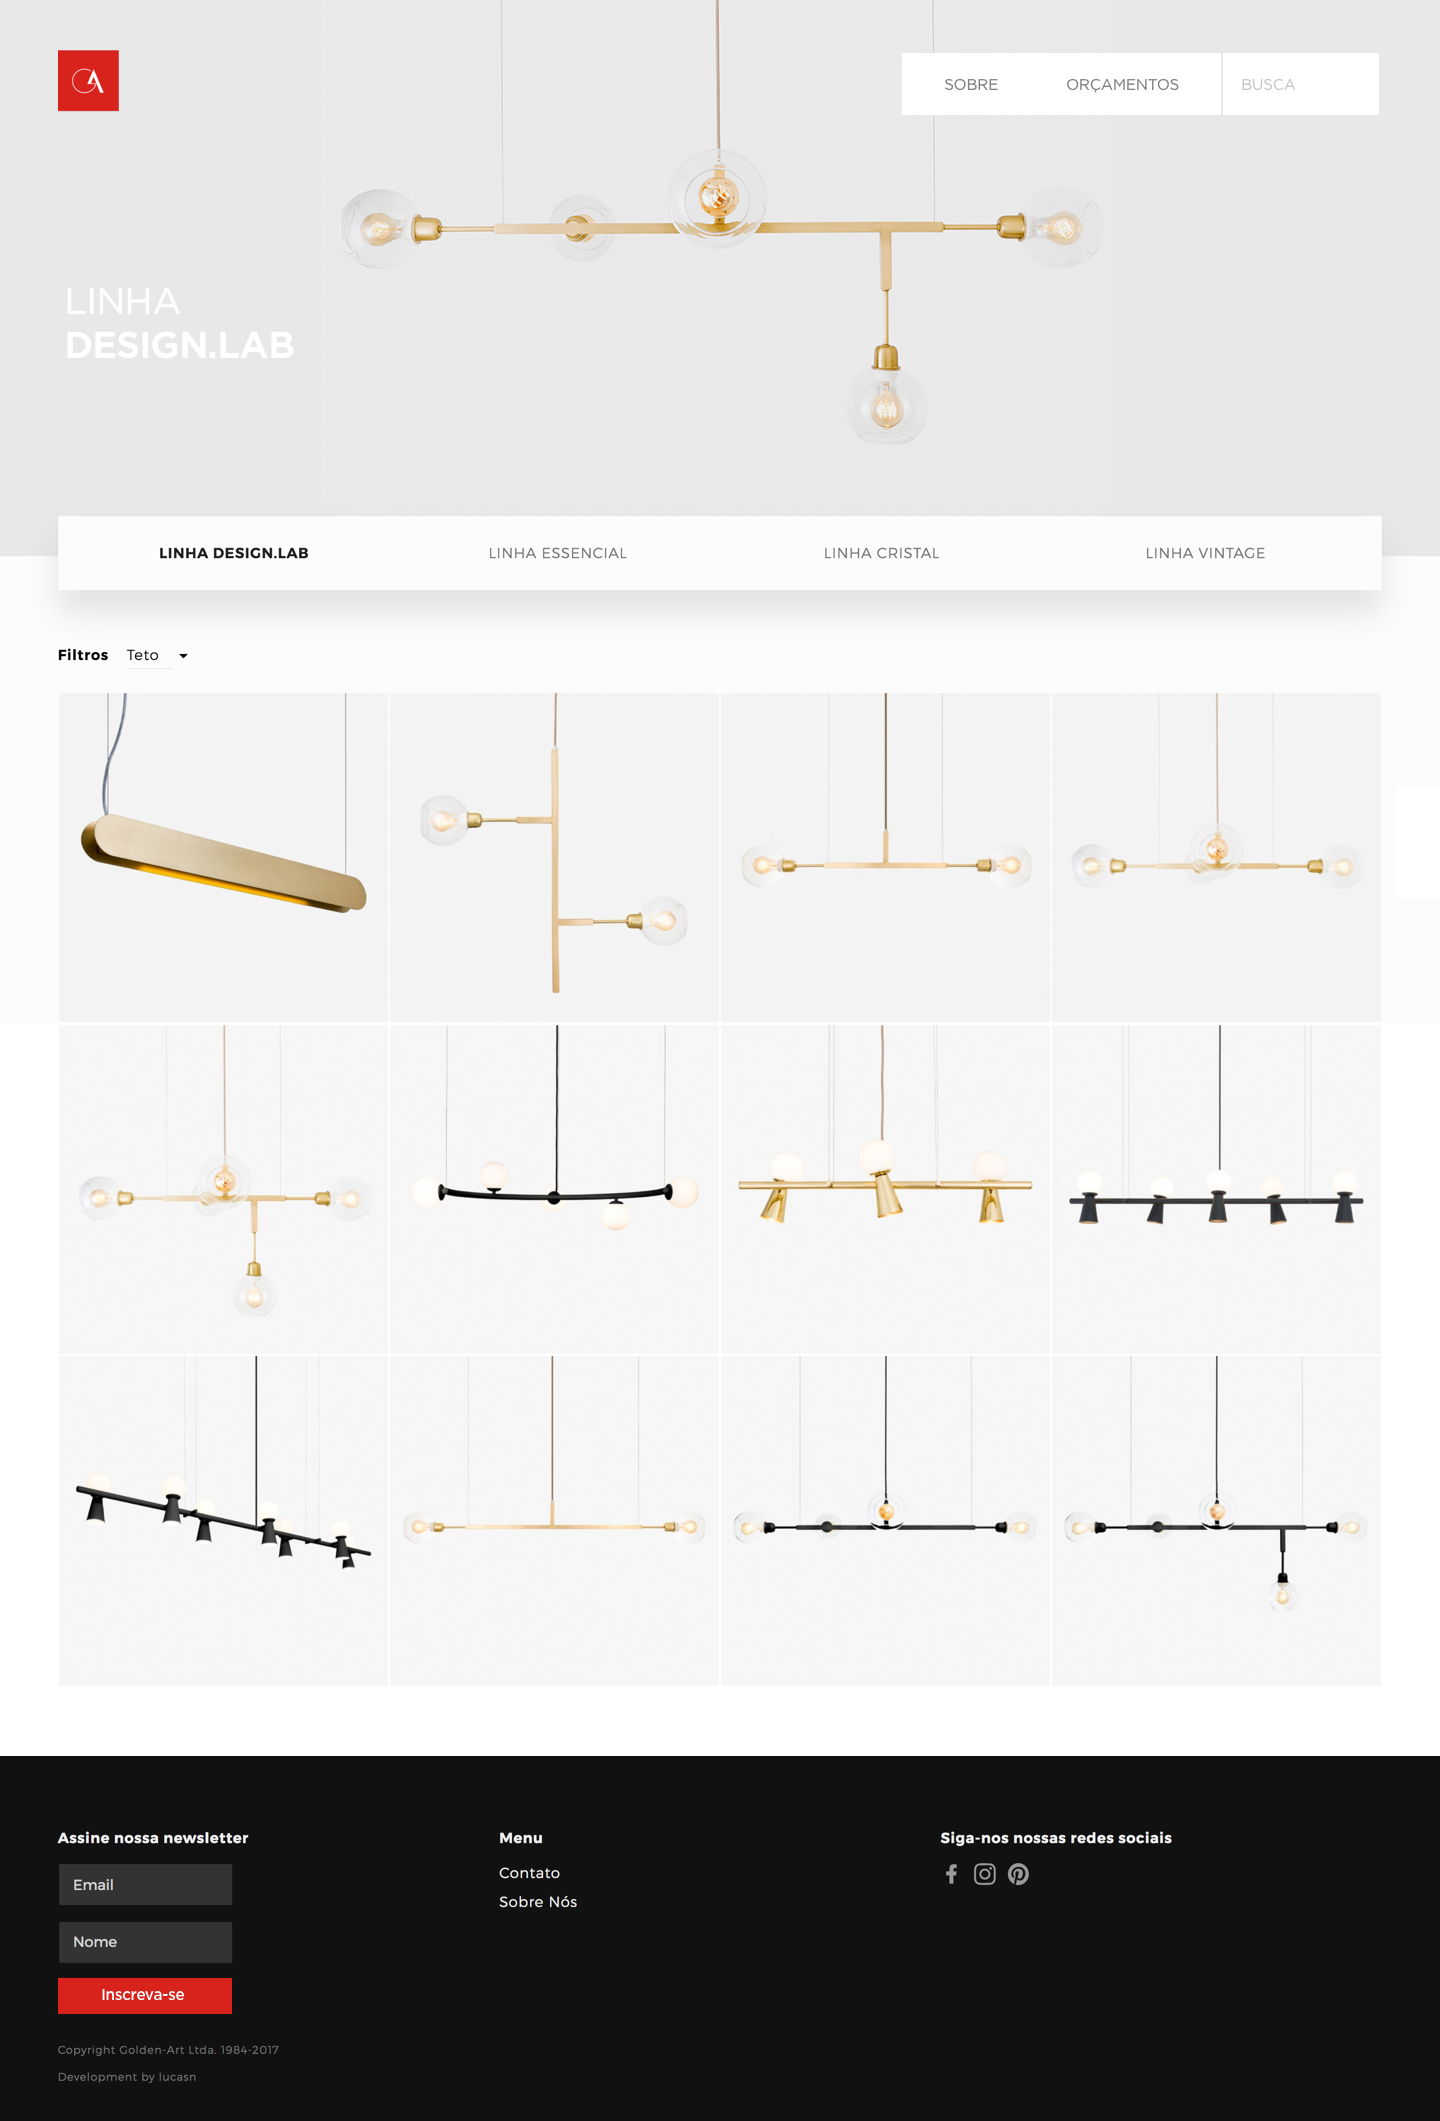 GA
SOBRE
ORÇAMENTOS
BUSCA
LINHA
DESIGN.LAB
LINHA DESIGN.LAB
LINHA ESSENCIAL
LINHA CRISTAL
LINHA VINTAGE
Filtros
Teto
Assine nossa newsletter
Email
Nome
Inscreva-se
Copyright Golden-Art Ltda. 1984-2017
Development by lucasn
Menu
Contato
Sobre Nós
Siga-nos nossas redes sociais